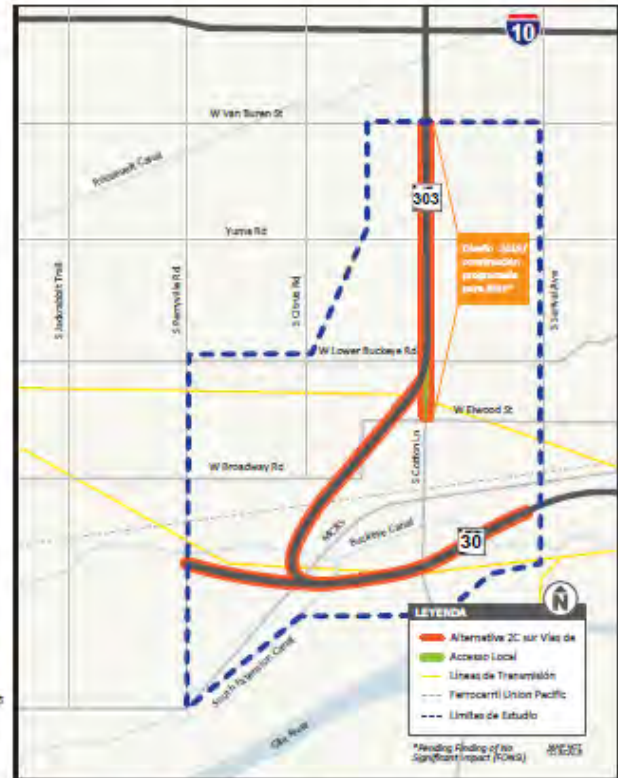 10
W Van Buren St
Roosevelt Canal
303
Yuma Rd
S Jackrabbit Trail
S Perryville Rd
S Citrus Rd
S Sarival Ave
W Lower Buckeye Rd
W Elwood St
S Cotton Ln
W Broadway Rd
MC85
Buckeye Canal
30
South Extension Canal
Gila River
N
LEYENDA
Alternativa 2C sur Vías de
Accesso Local
Líneas de Transmisión
Ferrocarril Union Pacific
Límites de Estudio
*Pending Finding of No
Significant Impact (FONSI)